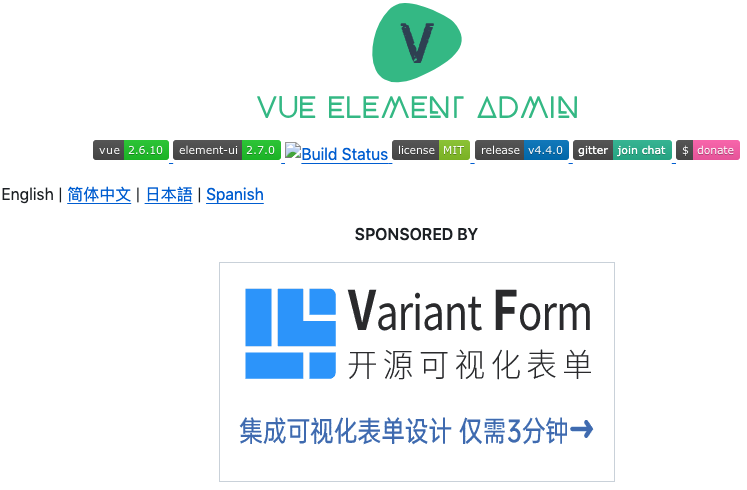 V
VUE ELEMENT ADMIN
vue 2.6.10 element-ui 2.7.0 Build Status license MIT release v4.4.0 gitter join chat $ donate
English | 简体中文 | 日本語 | Spanish
SPONSORED BY
Variant Form
开源可视化表单
集成可视化表单设计 仅需3分钟→